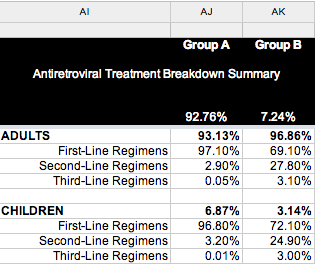 AI AJ AK
Group A Group B
Antiretroviral Treatment Breakdown Summary
92.76% 7.24%
ADULTS 93.13% 96.86%
First-Line Regimens 97.10% 69.10%
Second-Line Regimens 2.90% 27.80%
Third-Line Regimens 0.05% 3.10%
CHILDREN 6.87% 3.14%
First-Line Regimens 96.80% 72.10%
Second-Line Regimens 3.20% 24.90%
Third-Line Regimens 0.01% 3.00%